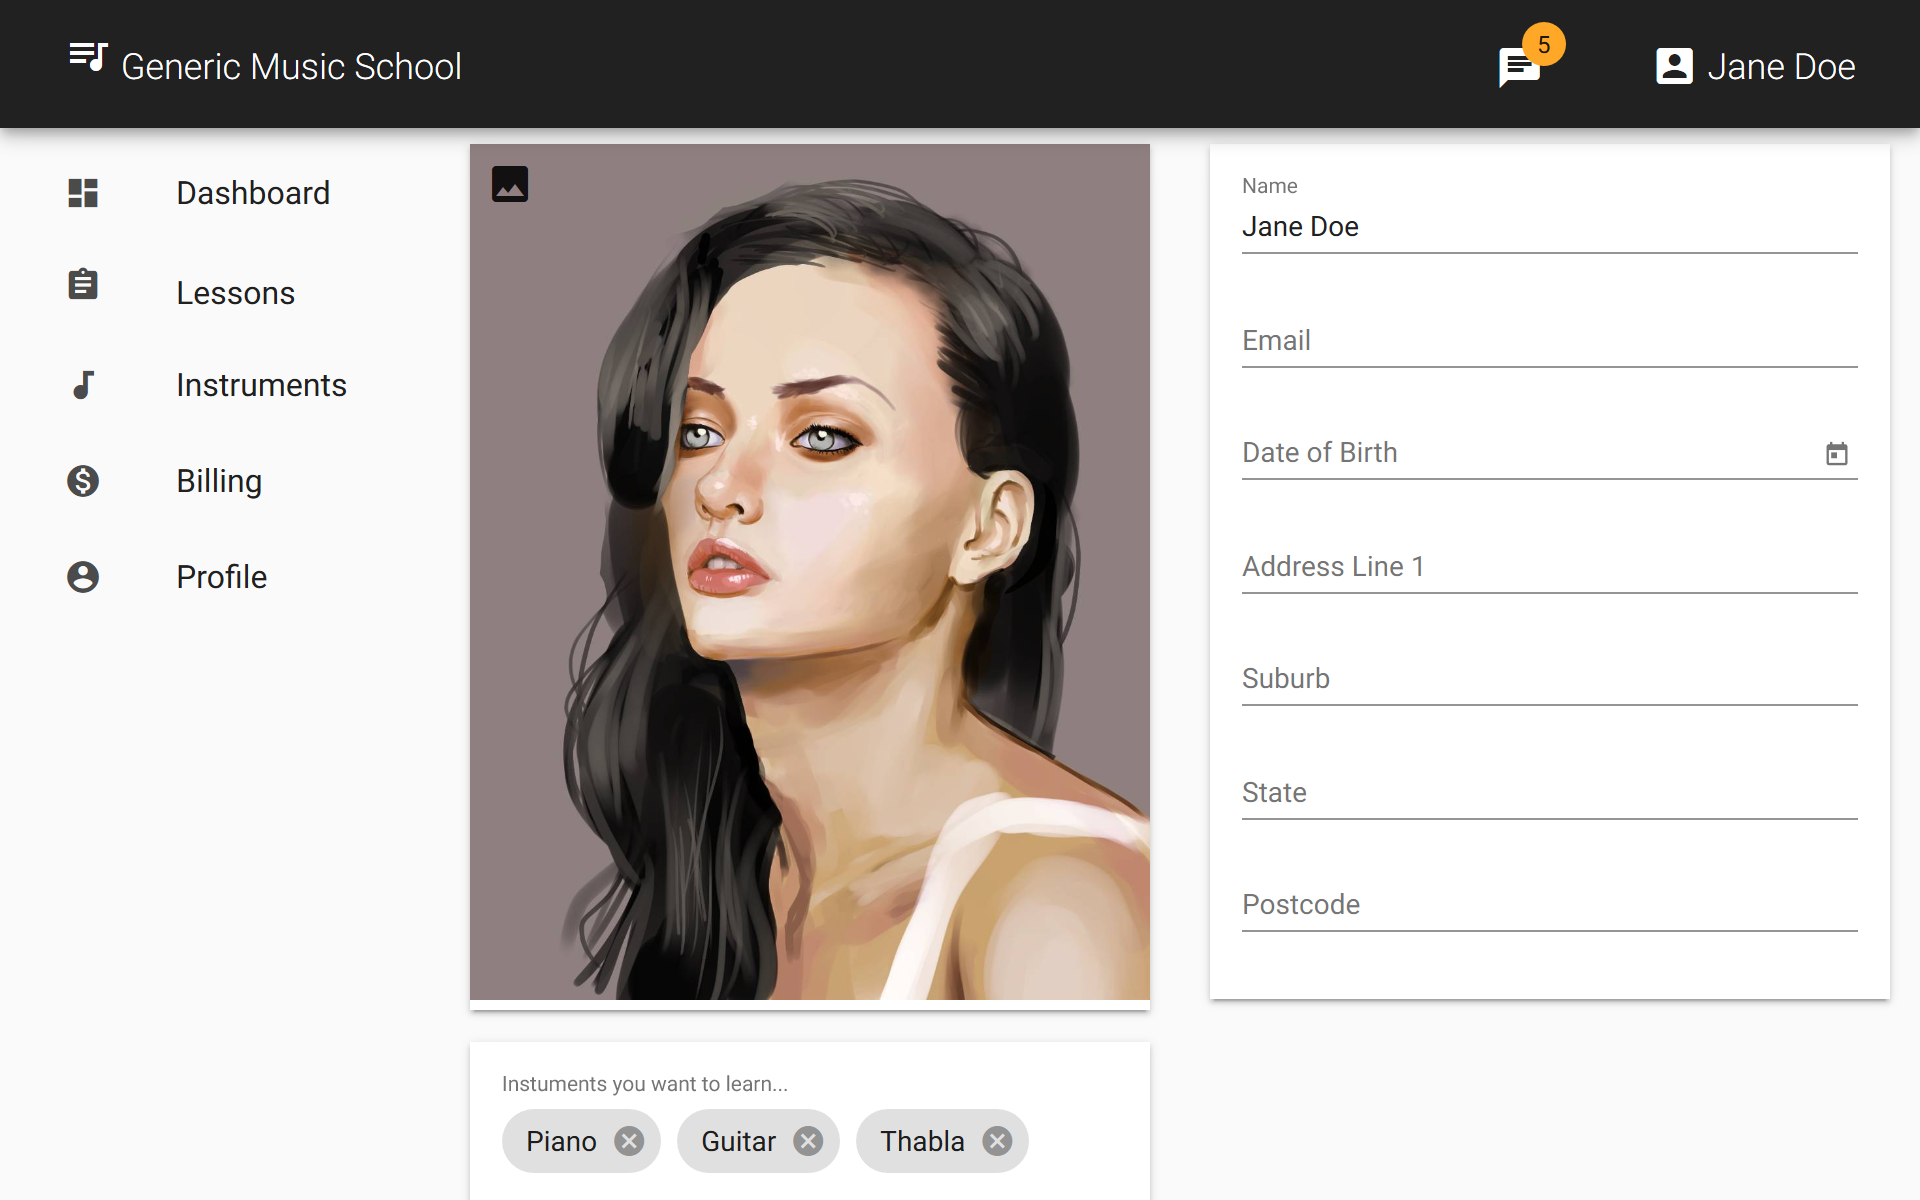 Generic Music School
5
Jane Doe
Dashboard
Lessons
Instruments
Billing
Profile
Name
Jane Doe
Email
Date of Birth
Address Line 1
Suburb
State
Postcode
Instuments you want to learn...
Piano Guitar Thabla